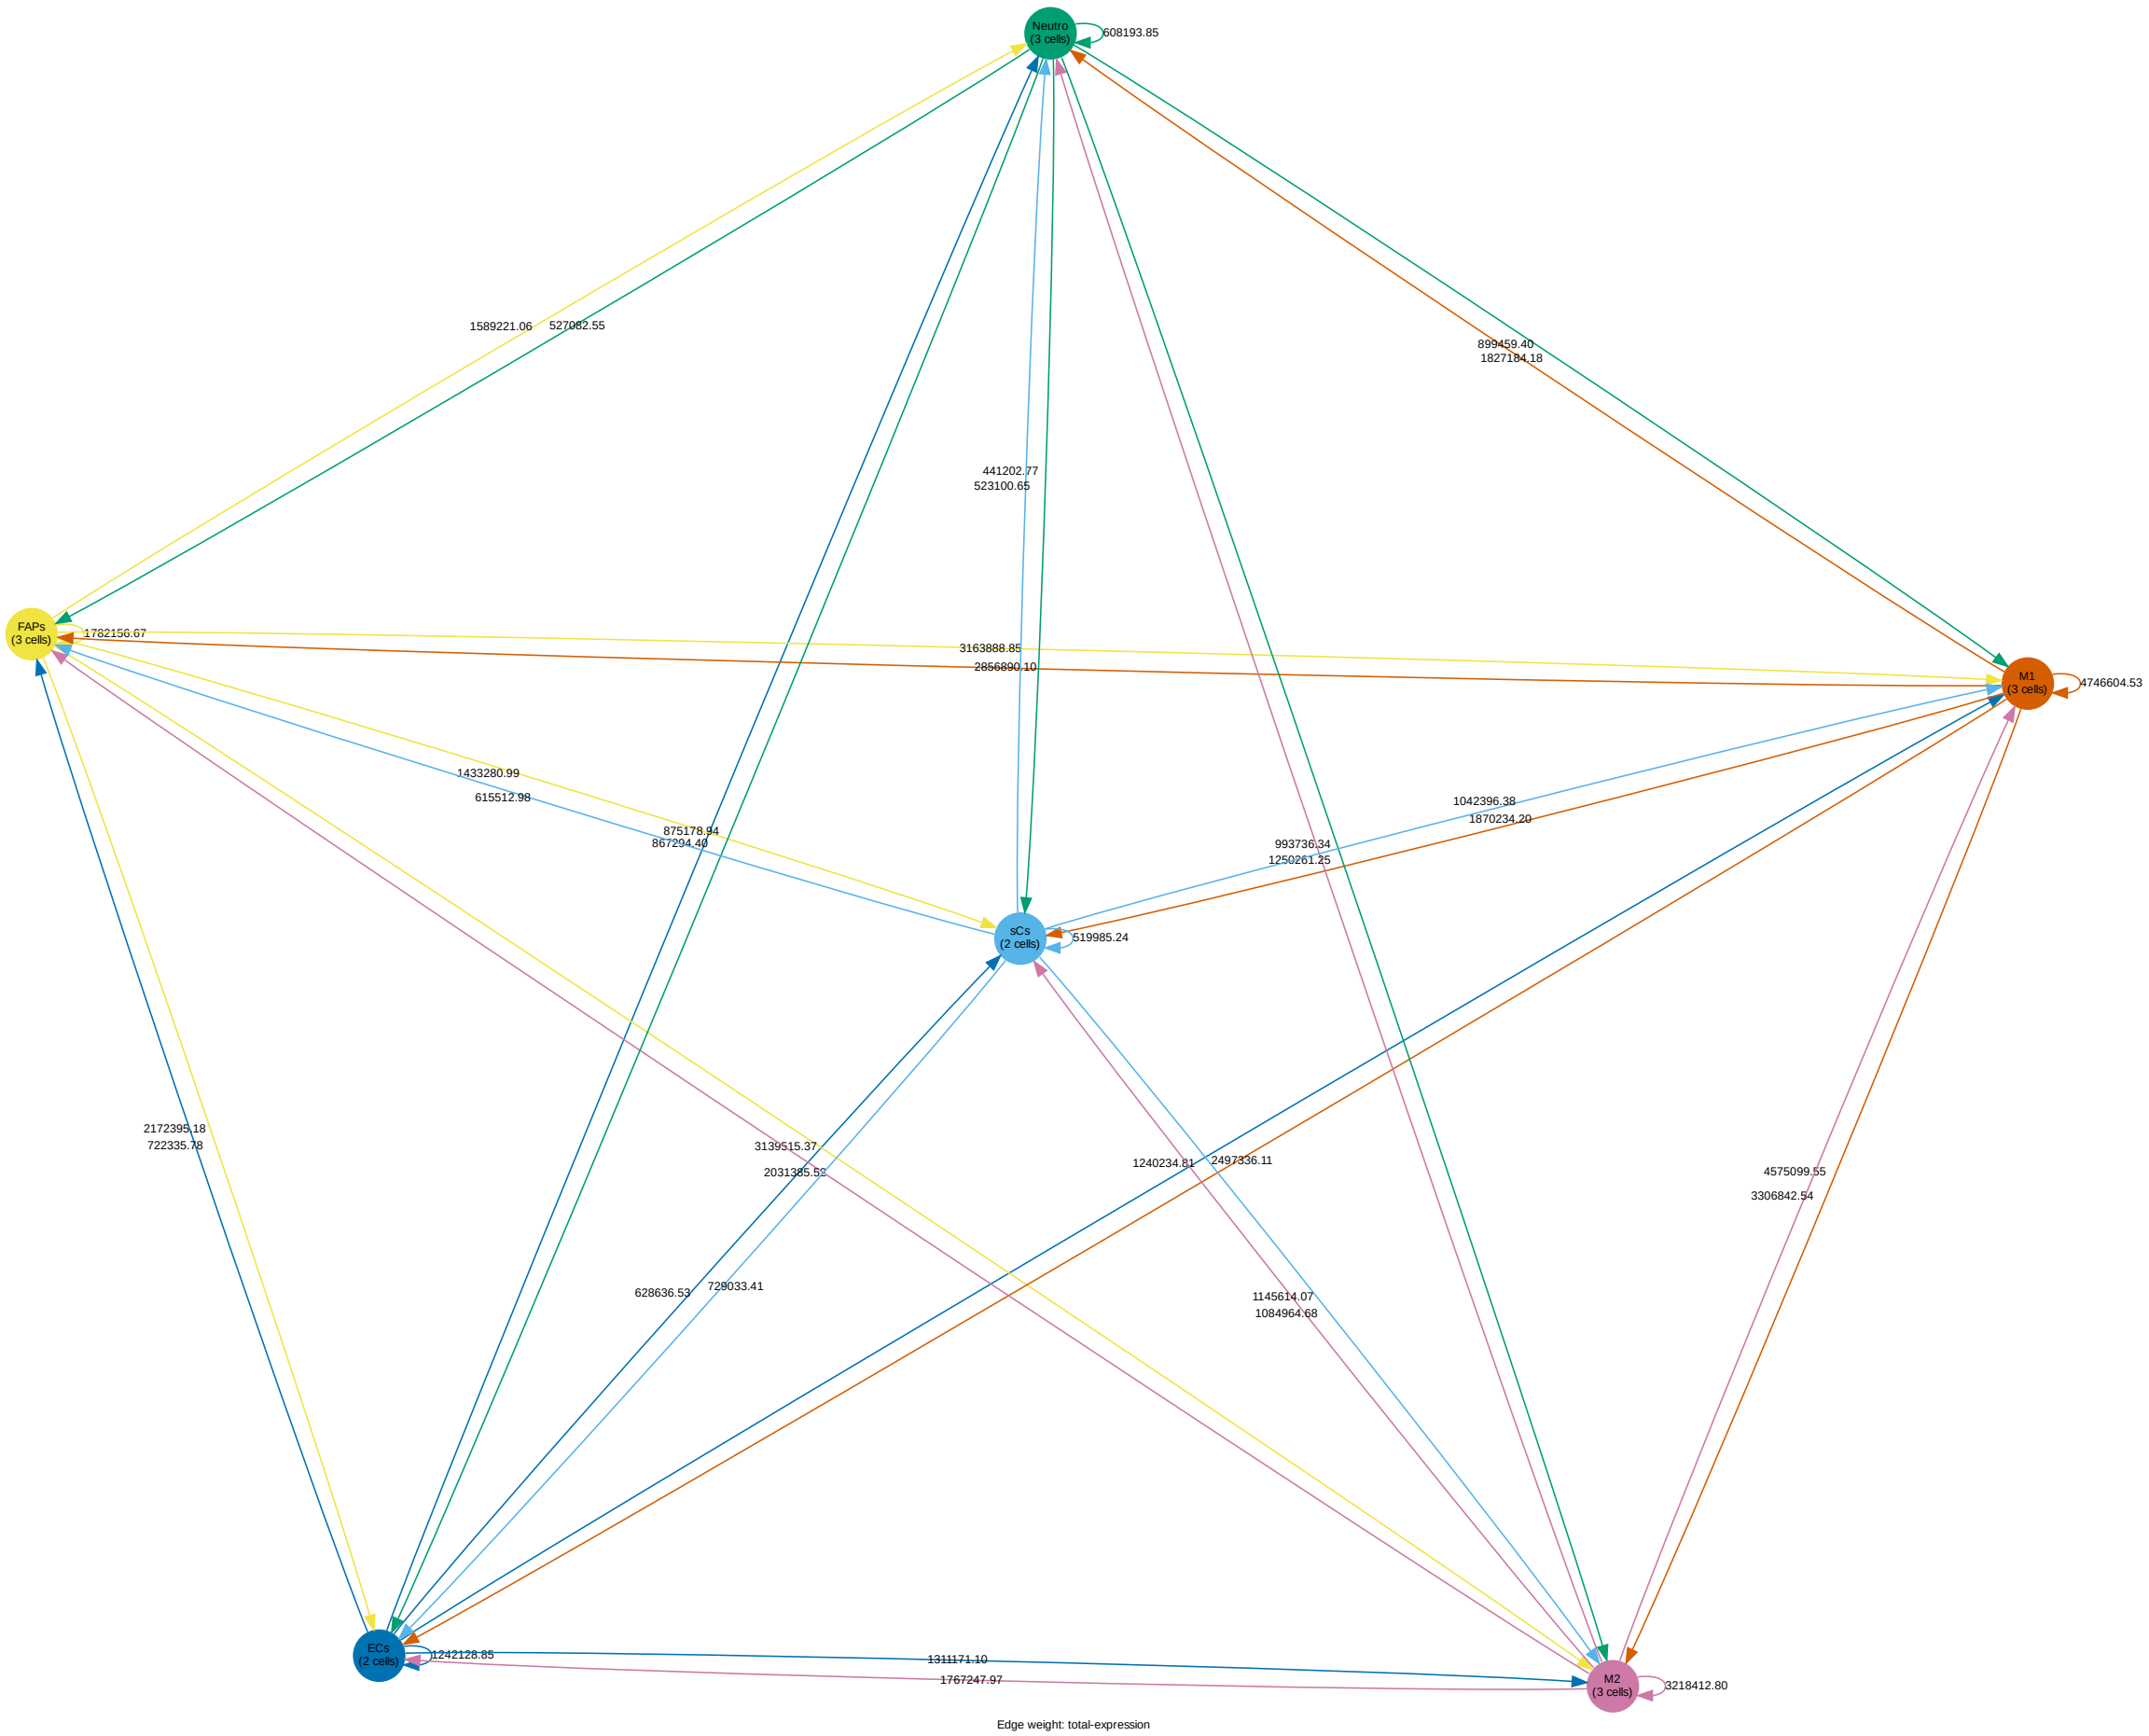 Neutro
(3 cells)
608193.85
1589221.06
527082.55
899459.40
1827184.18
441202.77
523100.65
FAPs
(3 cells)
1782156.67
3163888.85
2856890.10
M1
(3 cells)
4746604.53
1433280.99
615512.98
1042396.38
1870234.20
875178.94
867294.40
993736.34
1250261.25
sCs
(2 cells)
519985.24
2172395.18
722335.78
3139515.37
2031385.52
1240234.81
2497336.11
4575099.55
3306842.54
628636.53
729033.41
1145614.07
1084964.68
ECs
(2 cells)
1242128.85
1311171.10
1767247.97
M2
(3 cells)
3218412.80
Edge weight: total-expression